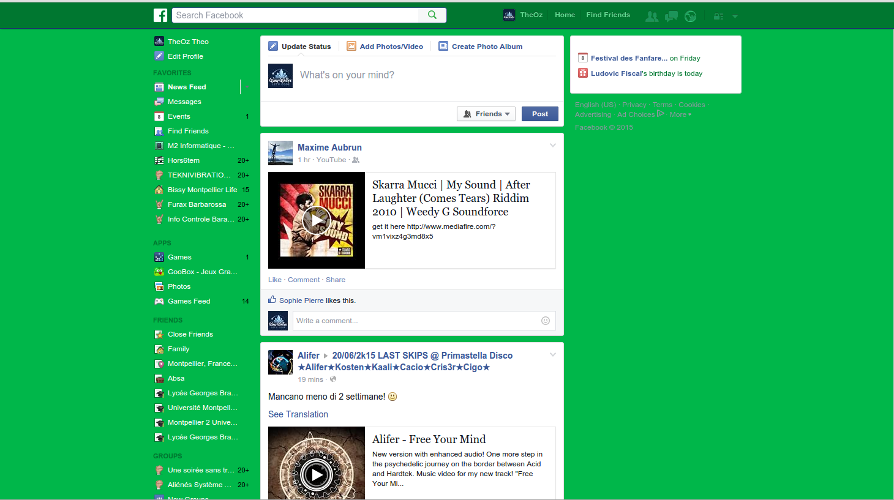 Search Facebook
TheOz
Home
Find Friends
TheOz Theo
Edit Profile
FAVORITES
News Feed
Messages
Events 1
Find Friends
M2 Informatique - ...
Hors6tem 20+
TEKNIVIBRATIO... 20+
Bissy Montpellier Life 15
Furax Barbarossa 20+
Info Controle Bara... 20+
APPS
Games 1
GooBox - Jeux Gra...
Photos
Games Feed 14
FRIENDS
Close Friends
Family
Montpellier, France...
Absa
Lycée Georges Bra...
Université Montpell...
Montpellier 2 Unive...
Lycée Georges Bra...
GROUPS
Une soirée sans tr... 20+
Aliénés Système ... 20+
New Groups
Update Status
Add Photos/Video
Create Photo Album
What's on your mind?
Friends
Post
Maxime Aubrun
1 hr · YouTube ·
SKARRA
MUCCI
MY
SOUND
Skarra Mucci | My Sound | After
Laughter (Comes Tears) Riddim
2010 | Weedy G Soundforce
get it here http://www.mediafire.com/?
vm1vixz4g3md8x5
Like · Comment · Share
Sophie Pierre likes this.
Write a comment...
Alifer ▸ 20/06/2k15 LAST SKIPS @ Primastella Disco
★Alifer★Kosten★Kaali★Cacio★Cris3r★Cigo★
19 mins ·
Mancano meno di 2 settimane!
See Translation
Alifer - Free Your Mind
New version with enhanced audio! One more step in
the psychedelic journey on the border between Acid
and Hardtek. Music video for my new track! "Free
Your Mi...
8
Festival des Fanfare... on Friday
Ludovic Fiscal's birthday is today
English (US) · Privacy · Terms · Cookies ·
Advertising · Ad Choices · More
Facebook © 2015